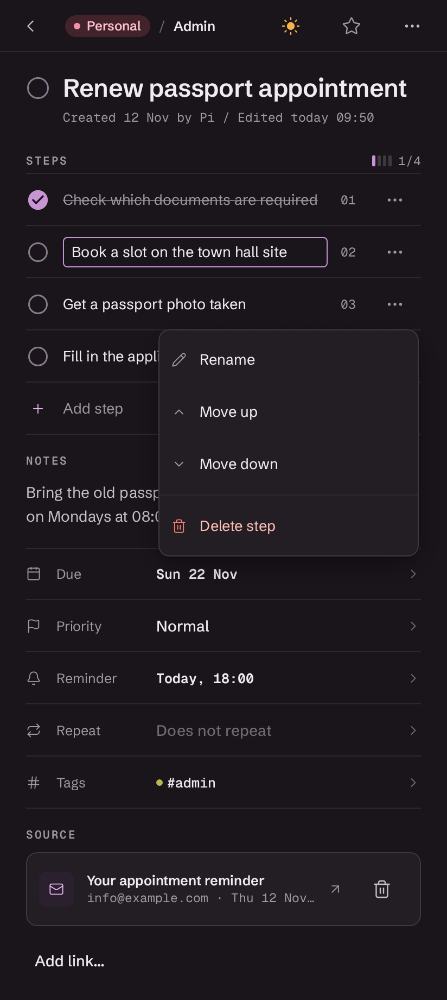 Personal / Admin
Renew passport appointment
Created 12 Nov by Pi / Edited today 09:50
STEPS 1/4
Check which documents are required 01
Book a slot on the town hall site 02
Get a passport photo taken 03
Fill in the appli
Rename
Move up
Move down
Delete step
+ Add step
NOTES
Bring the old passp
on Mondays at 08:0
Due Sun 22 Nov
Priority Normal
Reminder Today, 18:00
Repeat Does not repeat
Tags #admin
SOURCE
Your appointment reminder
info@example.com · Thu 12 Nov…
Add link…